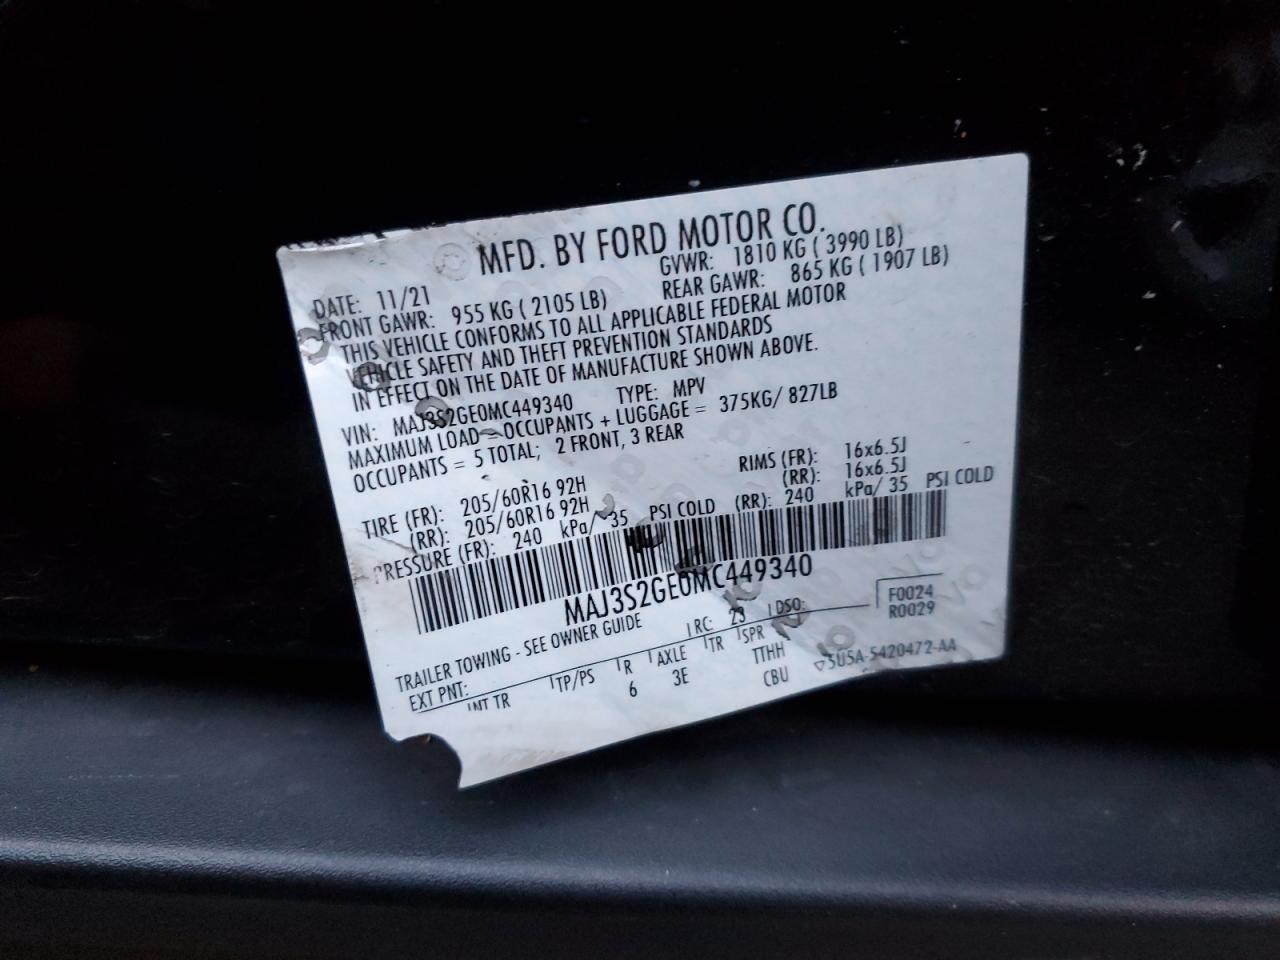 MFD. BY FORD MOTOR CO.
DATE: 11/21 GVWR: 1810 KG ( 3990 LB)
FRONT GAWR: 955 KG ( 2105 LB) REAR GAWR: 865 KG ( 1907 LB)
THIS VEHICLE CONFORMS TO ALL APPLICABLE FEDERAL MOTOR
VEHICLE SAFETY AND THEFT PREVENTION STANDARDS
IN EFFECT ON THE DATE OF MANUFACTURE SHOWN ABOVE.
VIN: MAJ3S2GE0MC449340 TYPE: MPV
MAXIMUM LOAD = OCCUPANTS + LUGGAGE = 375KG/ 827LB
OCCUPANTS = 5 TOTAL; 2 FRONT, 3 REAR
TIRE (FR): 205/60R16 92H RIMS (FR): 16x6.5J
(RR): 205/60R16 92H (RR): 16x6.5J
PRESSURE (FR): 240 kPa/ 35 PSI COLD (RR): 240 kPa/ 35 PSI COLD
MAJ3S2GE0MC449340
TRAILER TOWING - SEE OWNER GUIDE
EXT PNT: RC: 23 DSO: F0024
R0029
INT TR TP/PS R AXLE TR SPR
6 3E TTHH 5U5A-5420472-AA
CBU